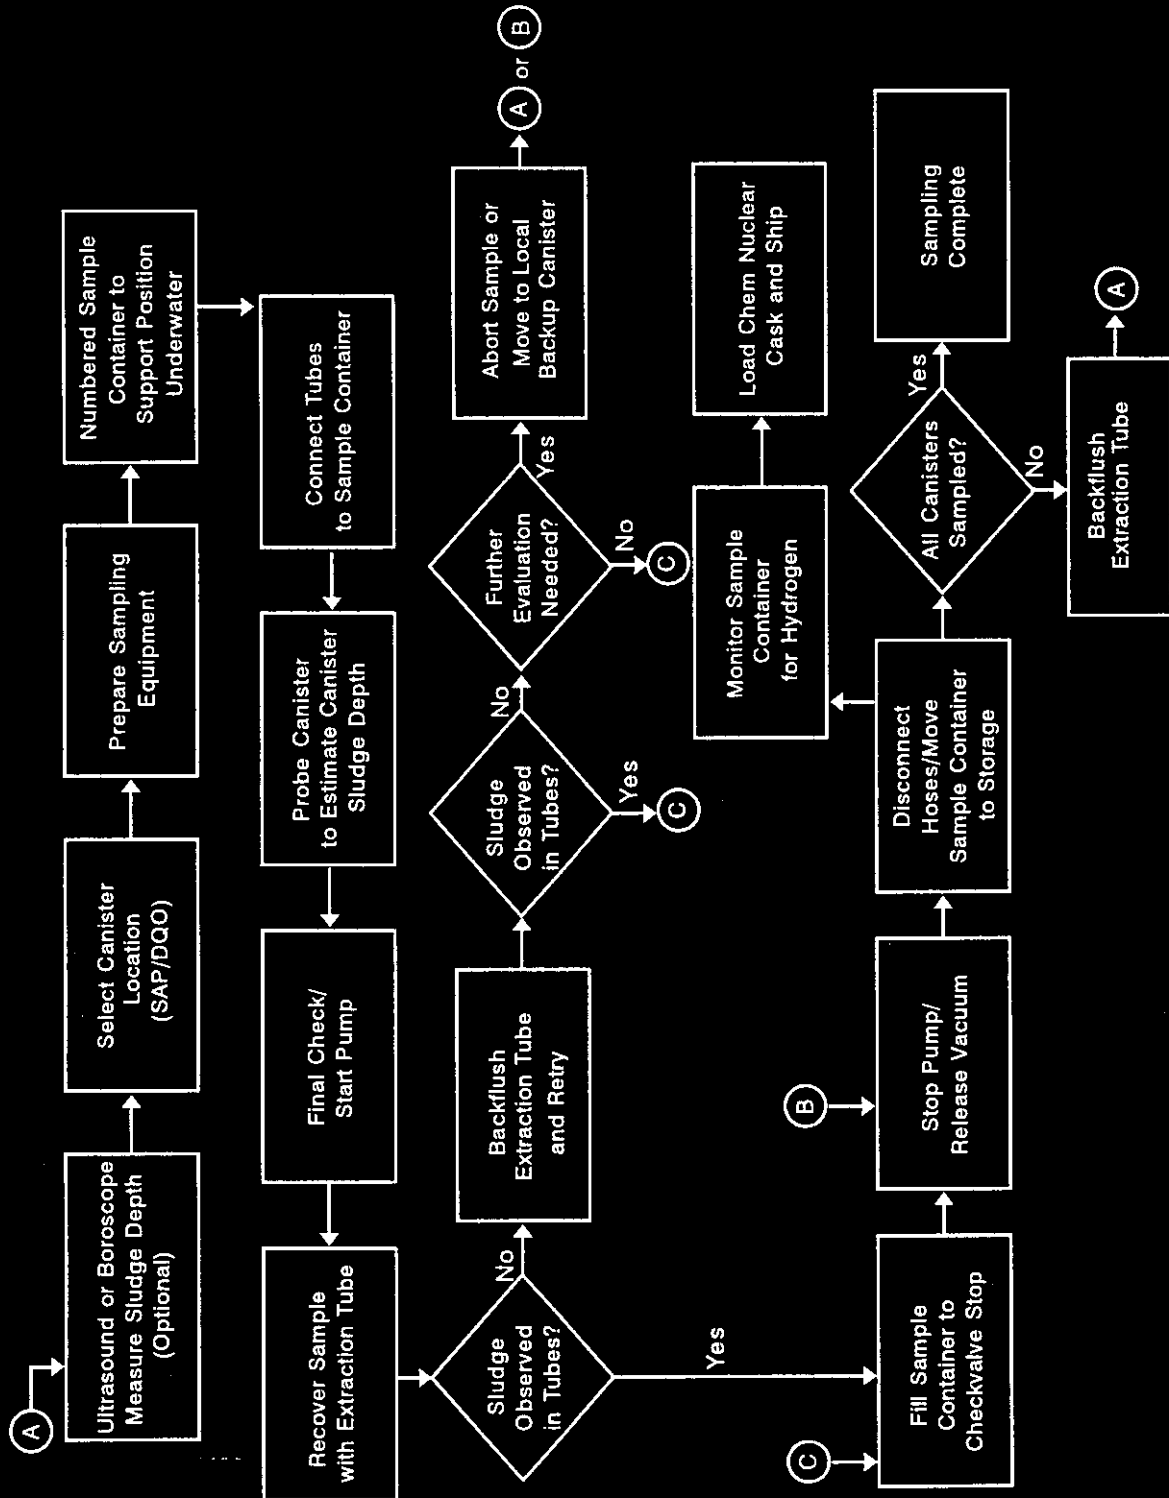 A
Ultrasound or Boroscope
Measure Sludge Depth
(Optional)
Select Canister
Location
(SAP/DQO)
Prepare Sampling
Equipment
Numbered Sample
Container to
Support Position
Underwater
Connect Tubes
to Sample Container
Probe Canister
to Estimate Canister
Sludge Depth
Final Check/
Start Pump
Recover Sample
with Extraction Tube
Sludge
Observed
in Tubes?
No
Yes
Backflush
Extraction Tube
and Retry
Sludge
Observed
in Tubes?
No
Yes
C
Further
Evaluation
Needed?
Yes
No
C
Abort Sample or
Move to Local
Backup Canister
A or B
C
Fill Sample
Container to
Checkvalve Stop
B
Stop Pump/
Release Vacuum
Disconnect
Hoses/Move
Sample Container
to Storage
Monitor Sample
Container
for Hydrogen
Load Chem Nuclear
Cask and Ship
All Canisters
Sampled?
Yes
No
Sampling
Complete
Backflush
Extraction Tube
A